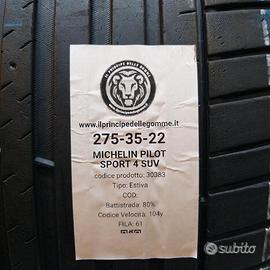 IL PRINCIPE DELLE GOMME
www.ilprincipedellegomme.it
275-35-22
MICHELIN PILOT
SPORT 4 SUV
codice prodotto: 30383
Tipo: Estiva
COD:
Battistrada: 80%
Codice Velocità: 104y
FILA: 61
subito